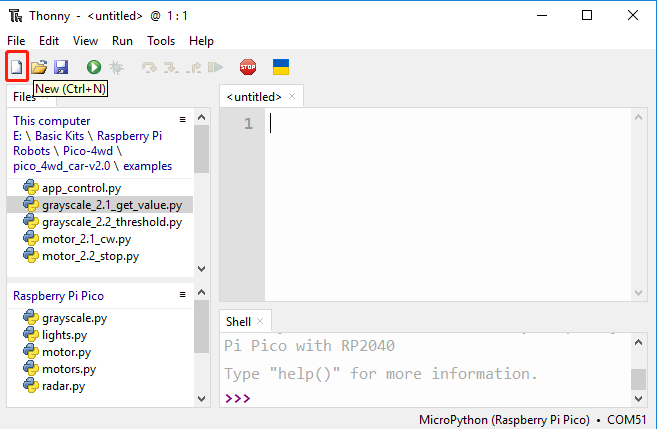 Thonny - <untitled> @ 1 : 1
File Edit View Run Tools Help
STOP
New (Ctrl+N)
Files
This computer
E: \ Basic Kits \ Raspberry Pi
Robots \ Pico-4wd \
pico_4wd_car-v2.0 \ examples
app_control.py
grayscale_2.1_get_value.py
grayscale_2.2_threshold.py
motor_2.1_cw.py
motor_2.2_stop.py
Raspberry Pi Pico
grayscale.py
lights.py
motor.py
motors.py
radar.py
<untitled>
1
Shell
Pi Pico with RP2040
Type "help()" for more information.
>>>
MicroPython (Raspberry Pi Pico) • COM51